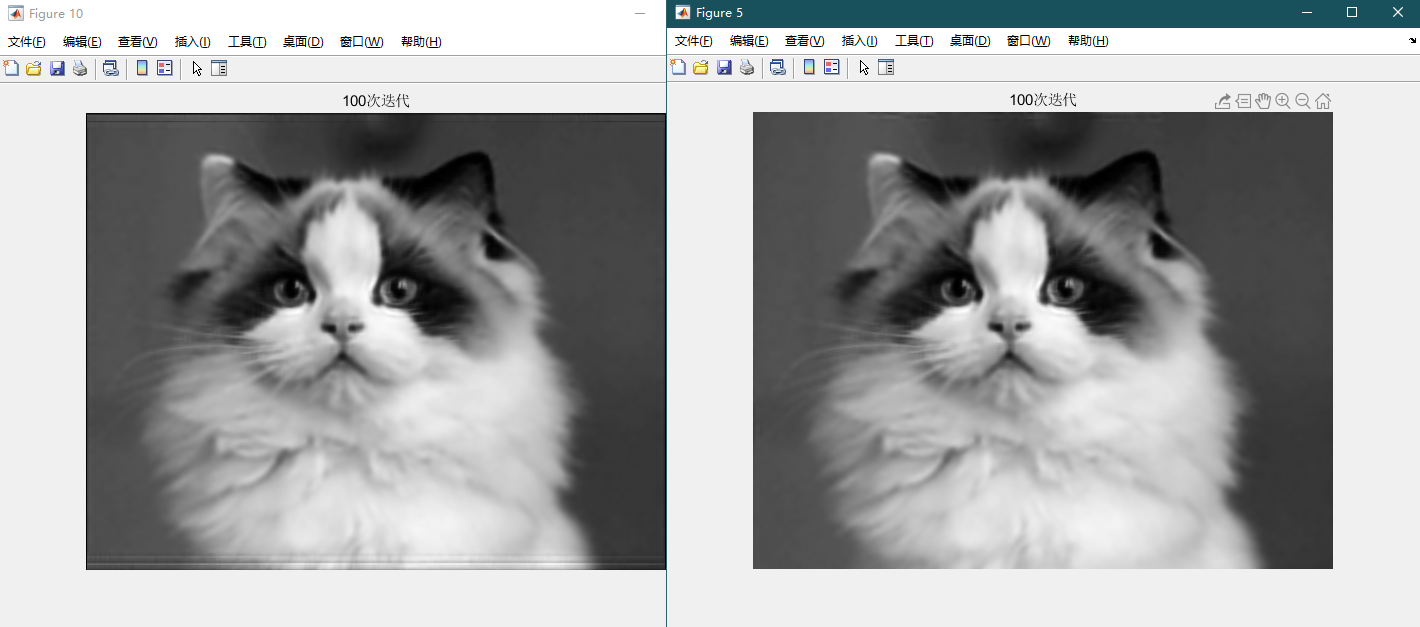 Figure 10
文件(F) 编辑(E) 查看(V) 插入(I) 工具(T) 桌面(D) 窗口(W) 帮助(H)
100次迭代
Figure 5
文件(F) 编辑(E) 查看(V) 插入(I) 工具(T) 桌面(D) 窗口(W) 帮助(H)
100次迭代